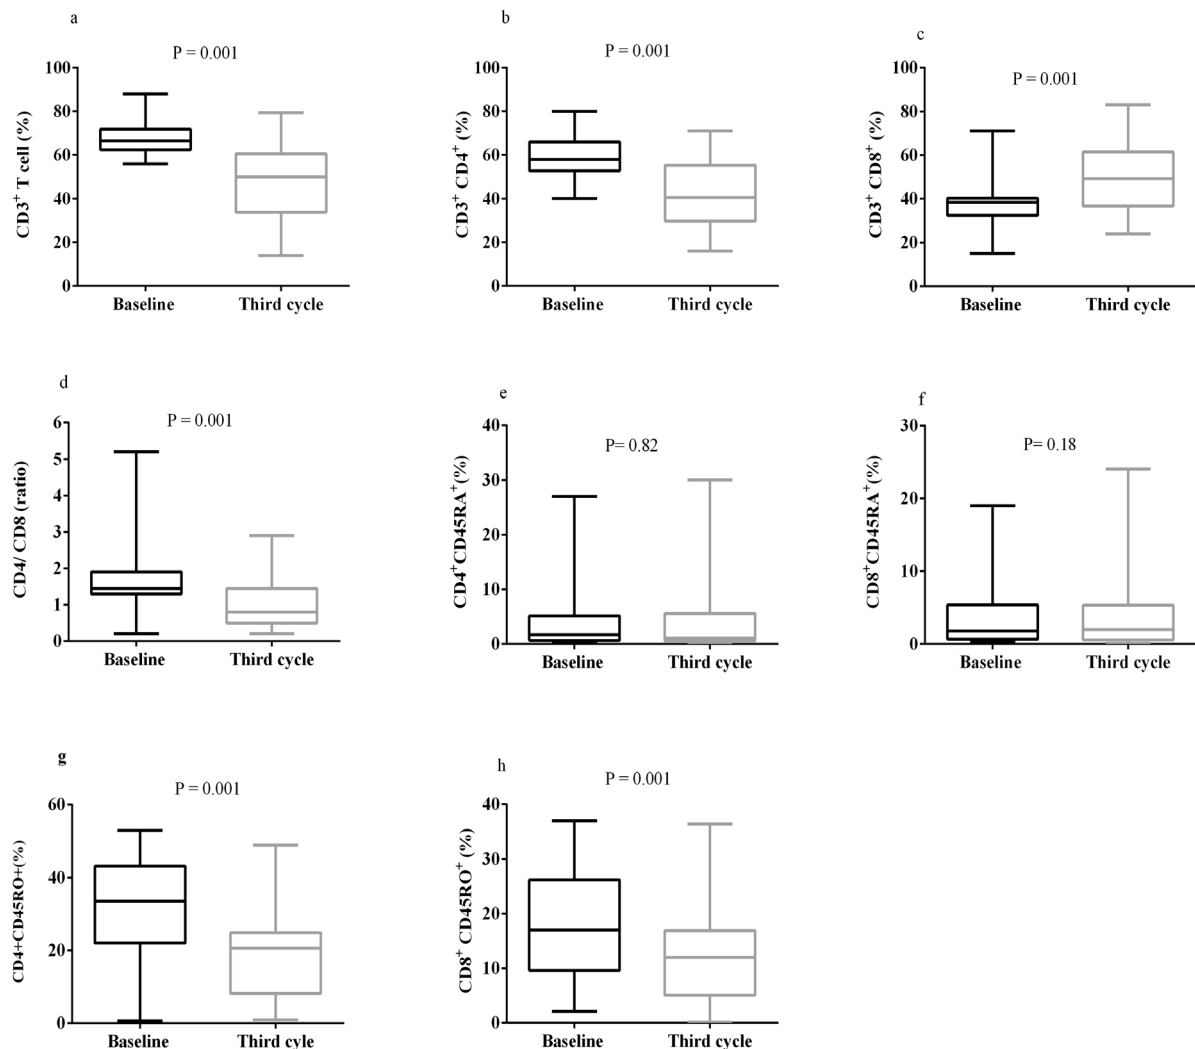 a
P = 0.001
CD3+ T cell (%)
100
80
60
40
20
0
Baseline Third cycle
b
P = 0.001
CD3+ CD4+ (%)
100
80
60
40
20
0
Baseline Third cycle
c
P = 0.001
CD3+ CD8+ (%)
100
80
60
40
20
0
Baseline Third cycle
d
P = 0.001
CD4/ CD8 (ratio)
6
5
4
3
2
1
0
Baseline Third cycle
e
P= 0.82
CD4+CD45RA+(%)
40
30
20
10
0
Baseline Third cycle
f
P= 0.18
CD8+CD45RA+(%)
30
20
10
0
Baseline Third cycle
g
P = 0.001
CD4+CD45RO+(%)
60
40
20
0
Baseline Third cyle
h
P = 0.001
CD8+ CD45RO+ (%)
40
30
20
10
0
Baseline Third cycle